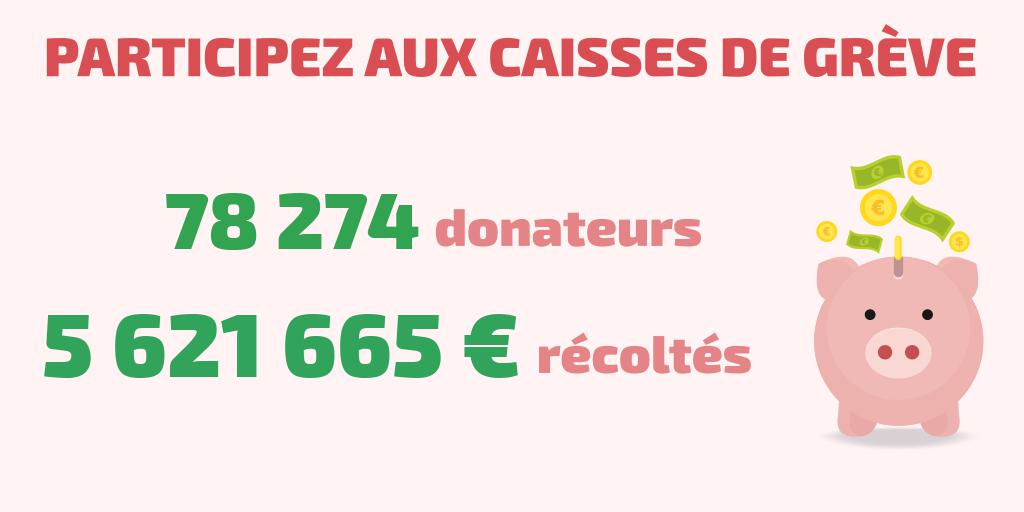 PARTICIPEZ AUX CAISSES DE GRÈVE
78 274 donateurs
5 621 665 € récoltés